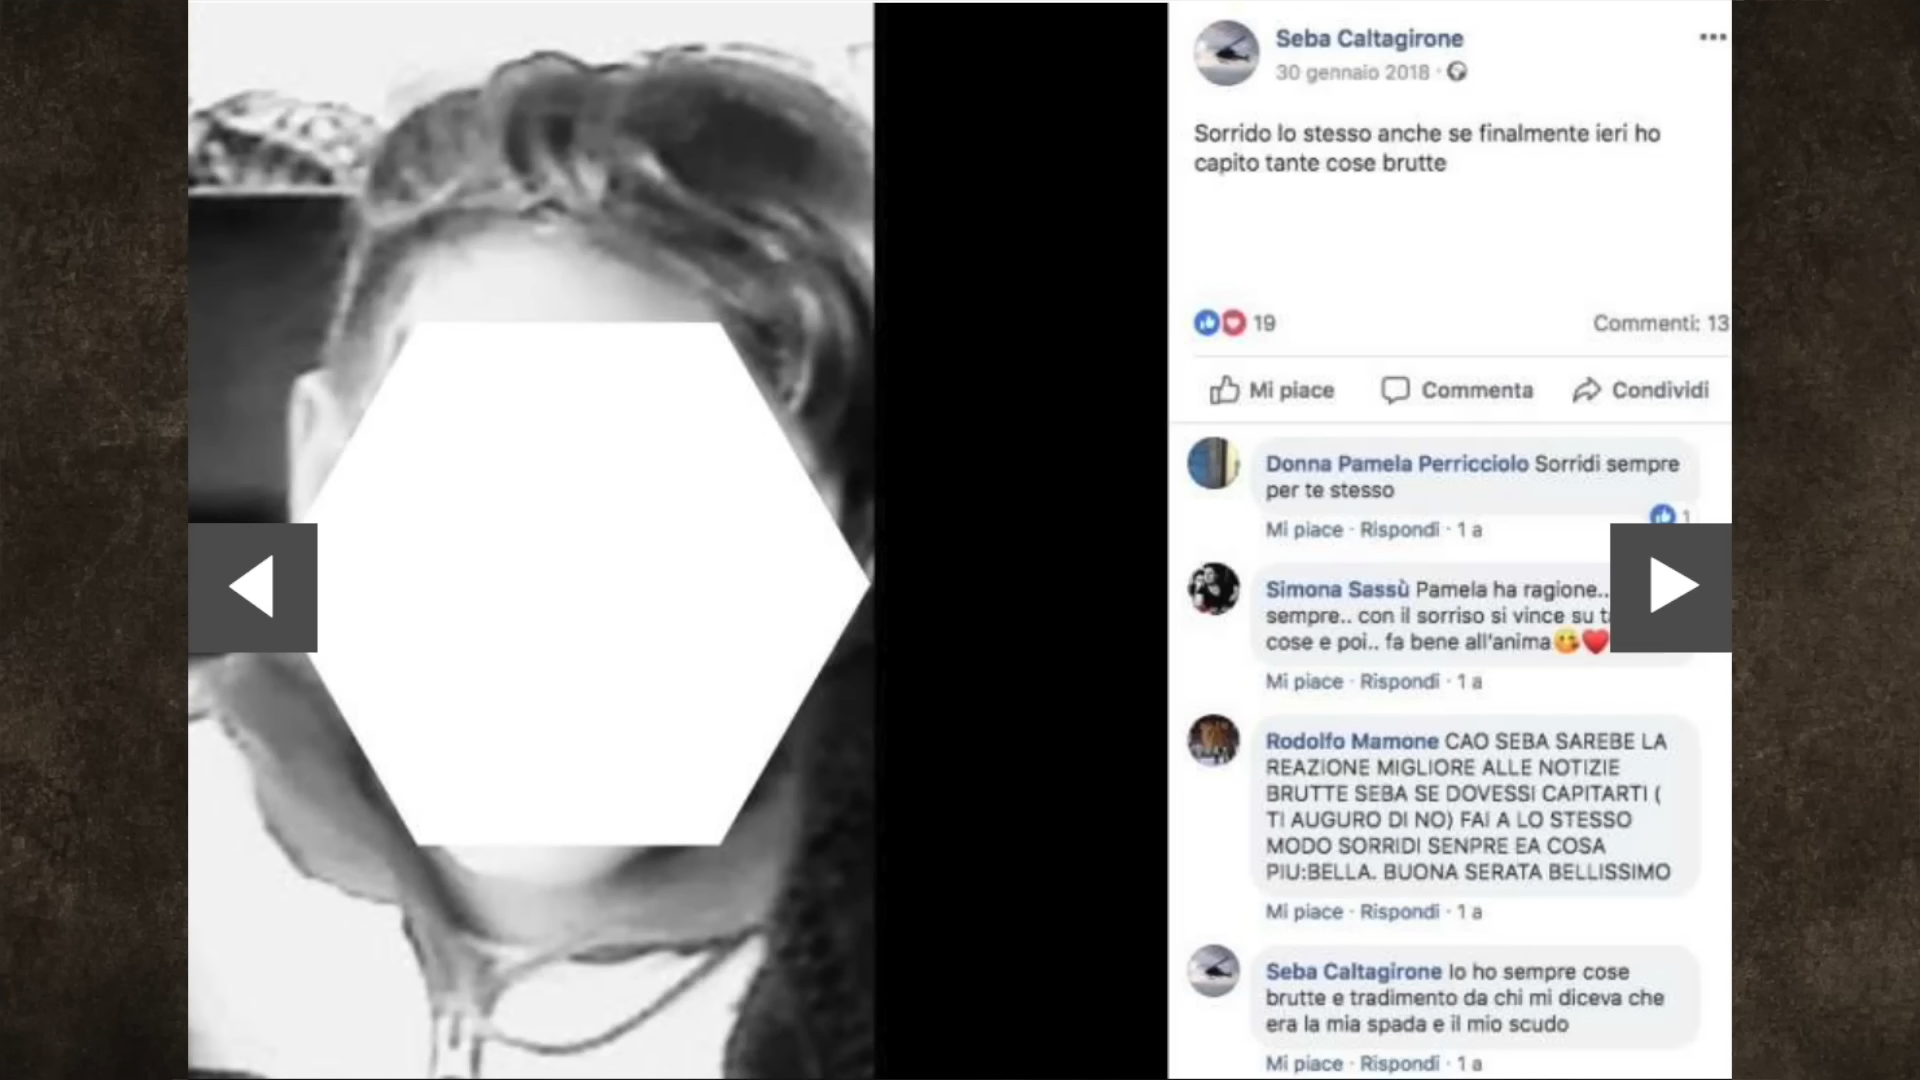 Seba Caltagirone
30 gennaio 2018
Sorrido lo stesso anche se finalmente ieri ho
capito tante cose brutte
19
Commenti: 13
Mi piace
Commenta
Condividi
Donna Pamela Perricciolo Sorridi sempre
per te stesso
1
Mi piace · Rispondi · 1 a
Simona Sassù Pamela ha ragione..
sempre.. con il sorriso si vince su
cose e poi.. fa bene all'anima😘❤️
Mi piace · Rispondi · 1 a
Rodolfo Mamone CAO SEBA SAREBE LA
REAZIONE MIGLIORE ALLE NOTIZIE
BRUTTE SEBA SE DOVESSI CAPITARTI (
TI AUGURO DI NO) FAI A LO STESSO
MODO SORRIDI SENPRE EA COSA
PIU:BELLA. BUONA SERATA BELLISSIMO
Mi piace · Rispondi · 1 a
Seba Caltagirone Io ho sempre cose
brutte e tradimento da chi mi diceva che
era la mia spada e il mio scudo
Mi piace · Rispondi · 1 a